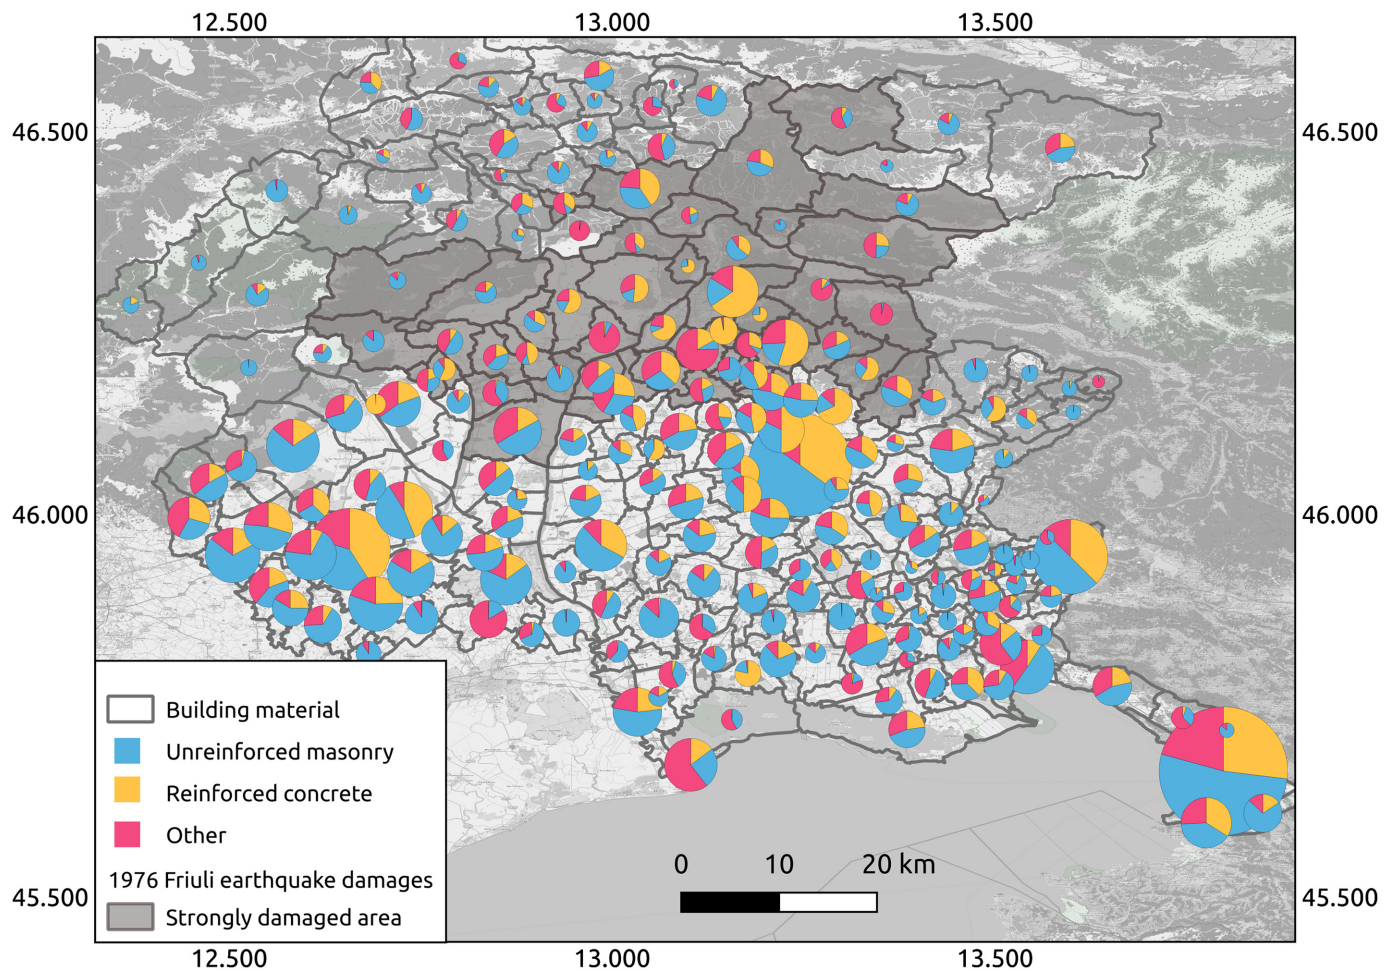 12.500 13.000 13.500
46.500 46.500
46.000 46.000
Building material
Unreinforced masonry
Reinforced concrete
Other
1976 Friuli earthquake damages
Strongly damaged area
0 10 20 km
45.500 45.500
12.500 13.000 13.500